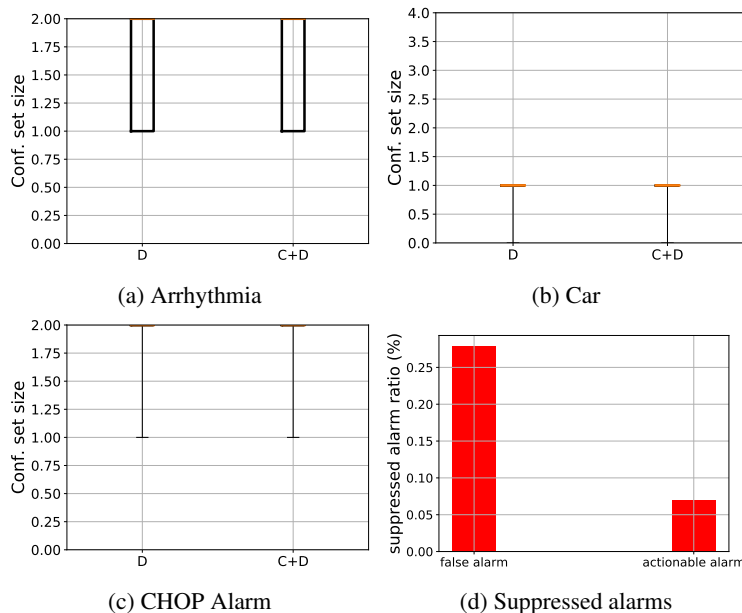 Conf. set size
2.00
1.75
1.50
1.25
1.00
0.75
0.50
0.25
0.00
D
C+D
(a) Arrhythmia
Conf. set size
4.0
3.5
3.0
2.5
2.0
1.5
1.0
0.5
0.0
D
C+D
(b) Car
Conf. set size
2.00
1.75
1.50
1.25
1.00
0.75
0.50
0.25
0.00
D
C+D
(c) CHOP Alarm
suppressed alarm ratio (%)
0.25
0.20
0.15
0.10
0.05
0.00
false alarm
actionable alarm
(d) Suppressed alarms